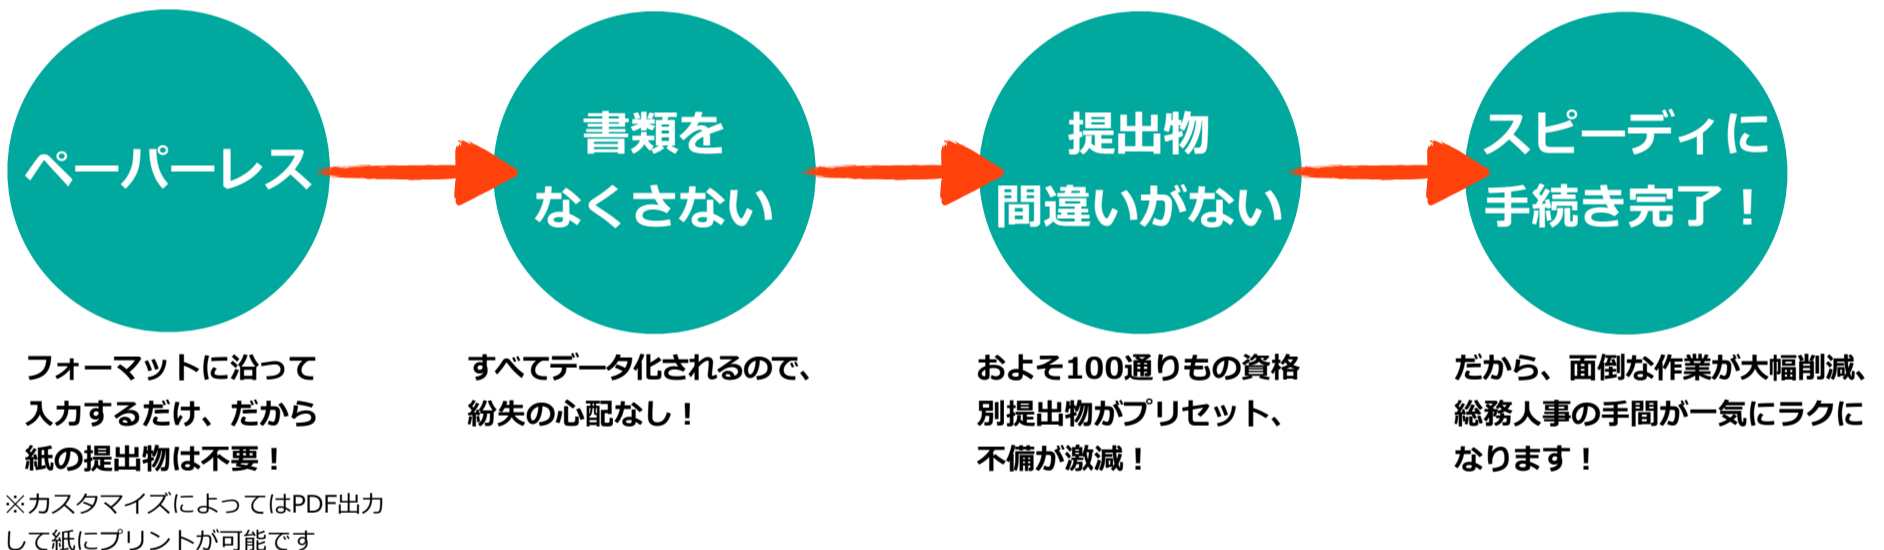 ペーパーレス
書類を
なくさない
提出物
間違いがない
スピーディに
手続き完了！
フォーマットに沿って
入力するだけ、だから
紙の提出物は不要！
※カスタマイズによってはPDF出力
して紙にプリントが可能です
すべてデータ化されるので、
紛失の心配なし！
およそ100通りもの資格
別提出物がプリセット、
不備が激減！
だから、面倒な作業が大幅削減、
総務人事の手間が一気にラクに
なります！